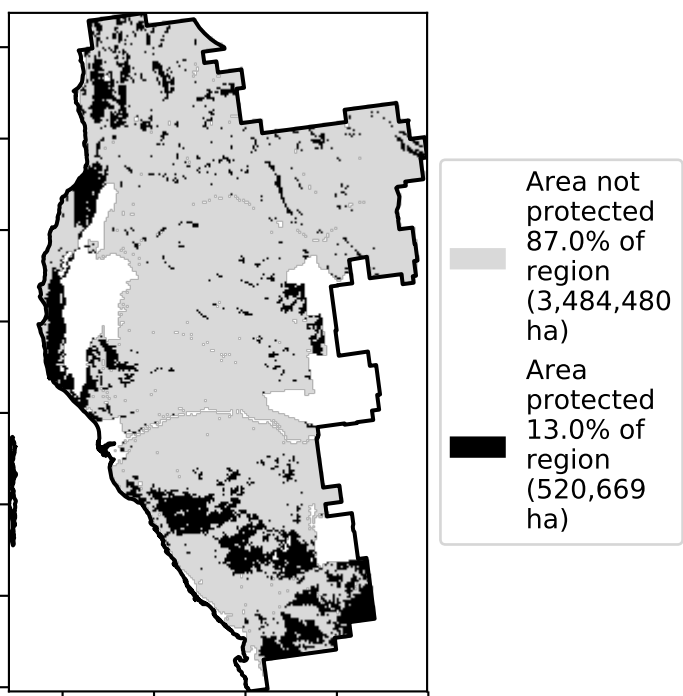 Area not
protected
87.0% of
region
(3,484,480
ha)
Area
protected
13.0% of
region
(520,669
ha)